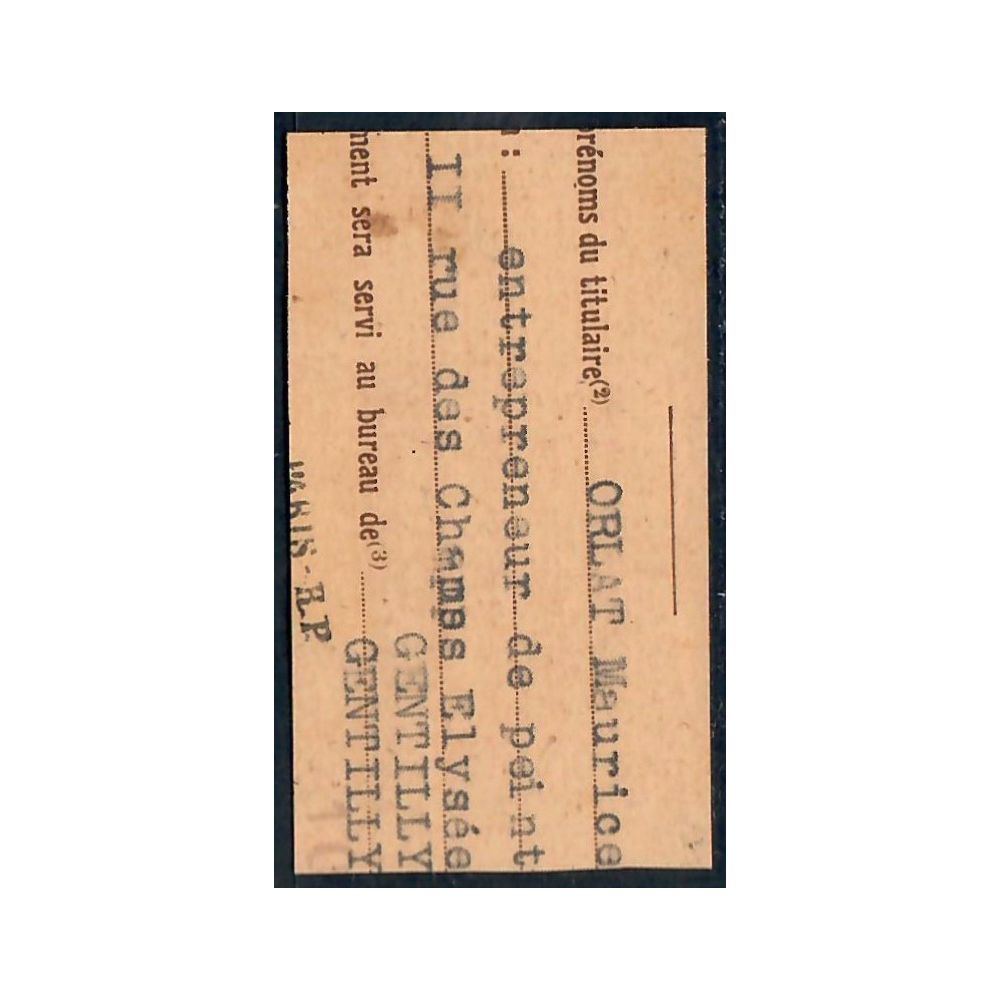 rénoms du titulaire(2) ORLAT Maurice
: entrepreneur de peint
II rue des Champs Elysée
GENTILLY
ment sera servi au bureau de(3) GENTILLY
PARIS-R.P